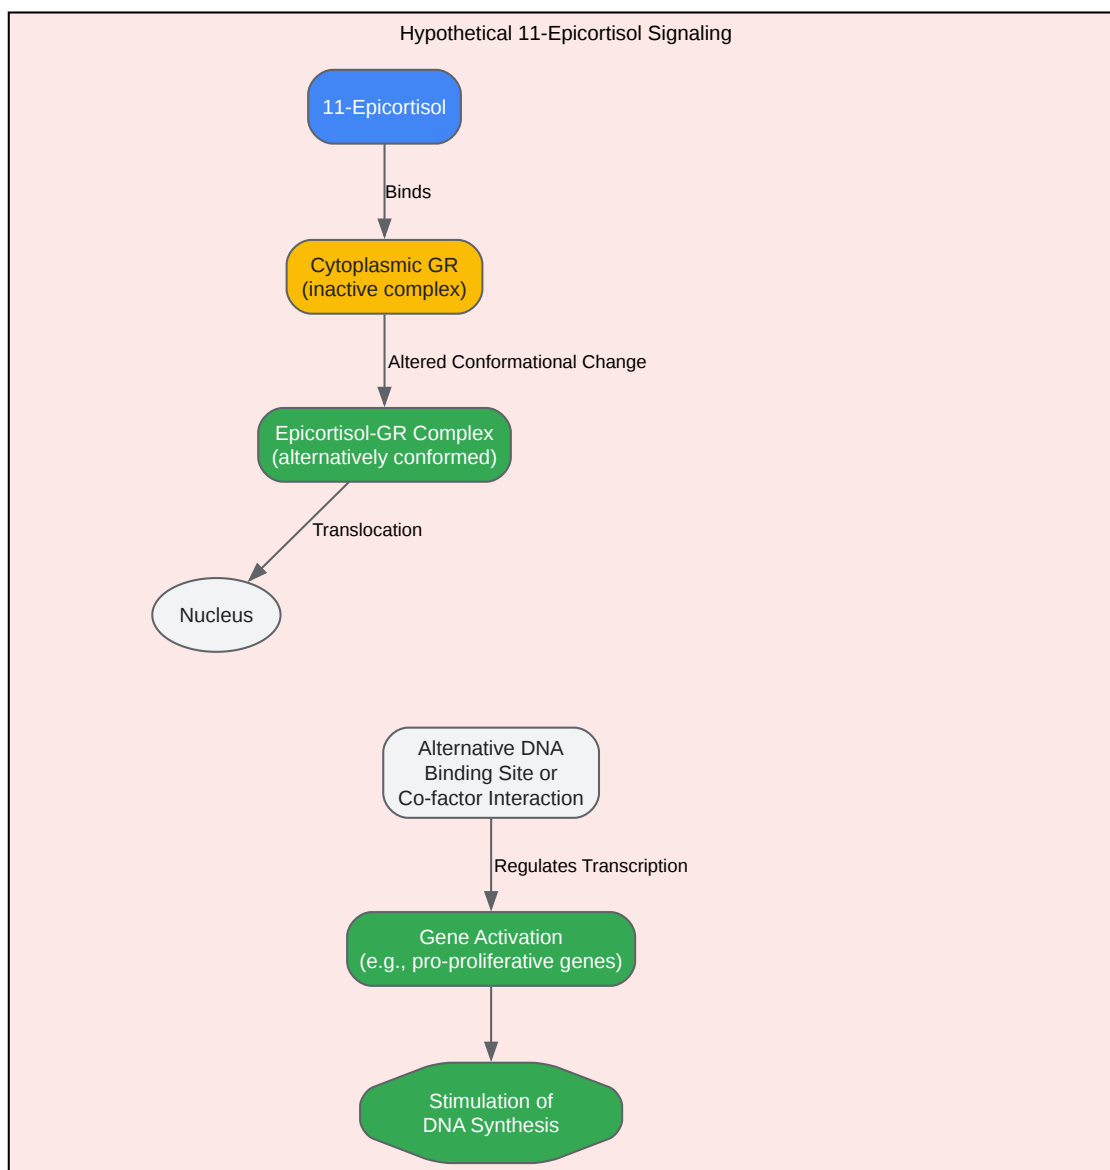 Hypothetical 11-Epicortisol Signaling
11-Epicortisol
Binds
Cytoplasmic GR
(inactive complex)
Altered Conformational Change
Epicortisol-GR Complex
(alternatively conformed)
Translocation
Nucleus
Alternative DNA
Binding Site or
Co-factor Interaction
Regulates Transcription
Gene Activation
(e.g., pro-proliferative genes)
Stimulation of
DNA Synthesis